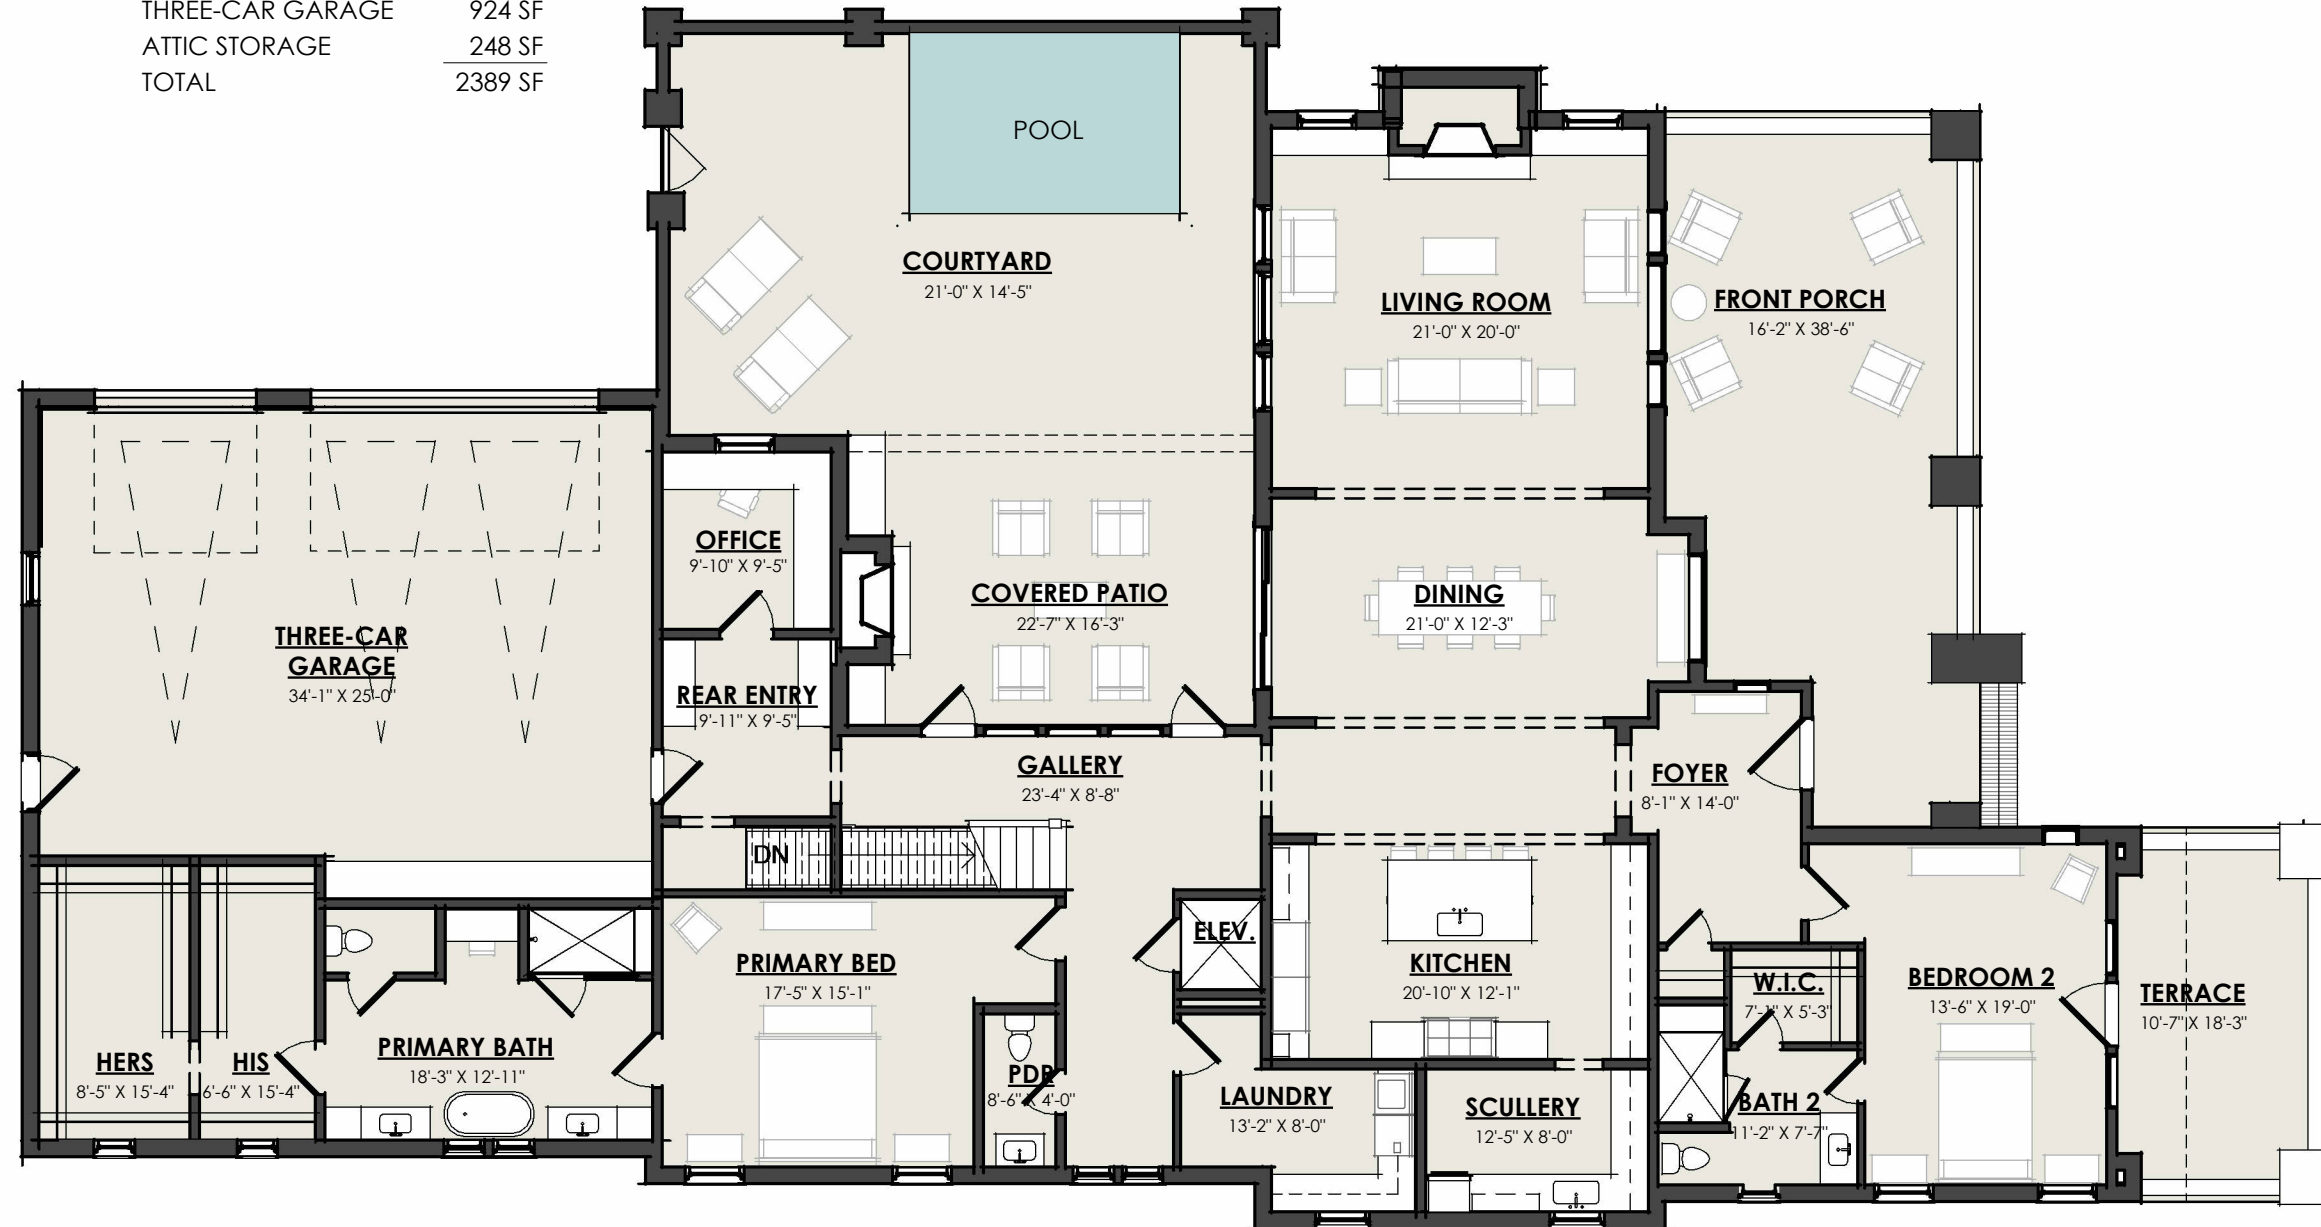 THREE-CAR GARAGE 924 SF
ATTIC STORAGE 248 SF
TOTAL 2389 SF
POOL
COURTYARD
21'-0" X 14'-5"
LIVING ROOM
21'-0" X 20'-0"
FRONT PORCH
16'-2" X 38'-6"
OFFICE
9'-10" X 9'-5"
COVERED PATIO
22'-7" X 16'-3"
DINING
21'-0" X 12'-3"
THREE-CAR
GARAGE
34'-1" X 25'-0"
REAR ENTRY
9'-11" X 9'-5"
GALLERY
23'-4" X 8'-8"
FOYER
8'-1" X 14'-0"
DN
ELEV.
PRIMARY BED
17'-5" X 15'-1"
KITCHEN
20'-10" X 12'-1"
W.I.C.
7'-1" X 5'-3"
BEDROOM 2
13'-6" X 19'-0"
TERRACE
10'-7" X 18'-3"
HERS
8'-5" X 15'-4"
HIS
6'-6" X 15'-4"
PRIMARY BATH
18'-3" X 12'-11"
PDR
8'-6" X 4'-0"
LAUNDRY
13'-2" X 8'-0"
SCULLERY
12'-5" X 8'-0"
BATH 2
11'-2" X 7'-7"